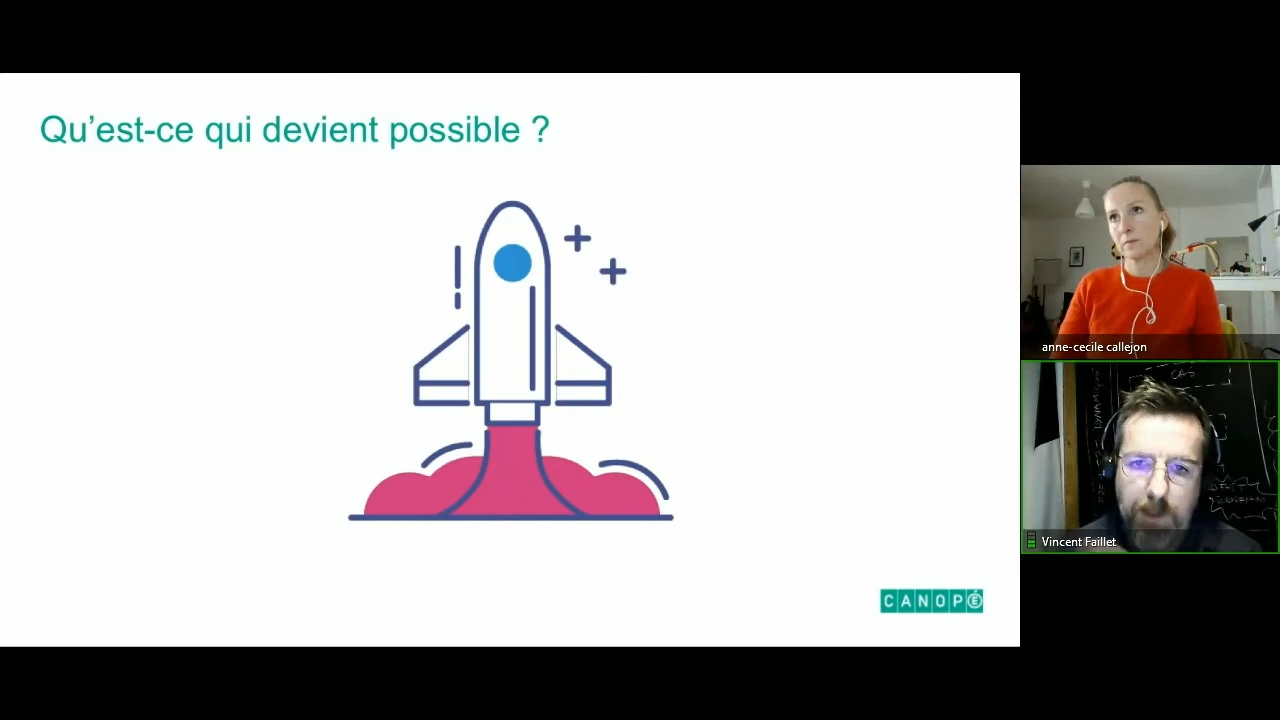 Qu'est-ce qui devient possible ?
anne-cecile callejon
Vincent Faillet
CANOPÉ